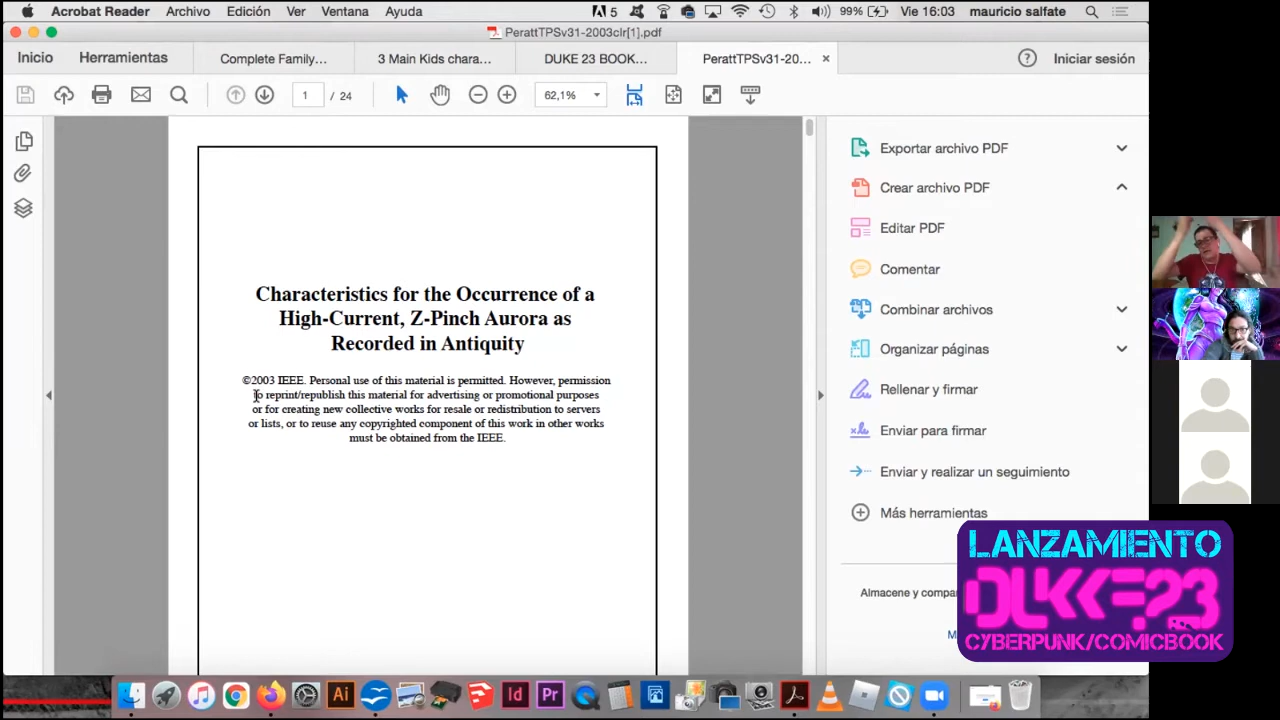 Acrobat Reader Archivo Edición Ver Ventana Ayuda 5 99% Vie 16:03 mauricio salfate
PerattTPSv31-2003clr[1].pdf
Inicio Herramientas Complete Family... 3 Main Kids chara... DUKE 23 BOOK... PerattTPSv31-20... × ? Iniciar sesión
1 / 24 62,1%
Exportar archivo PDF
Crear archivo PDF
Editar PDF
Comentar
Combinar archivos
Organizar páginas
Rellenar y firmar
Enviar para firmar
Enviar y realizar un seguimiento
Más herramientas
Almacene y compa
Characteristics for the Occurrence of a
High-Current, Z-Pinch Aurora as
Recorded in Antiquity
©2003 IEEE. Personal use of this material is permitted. However, permission
to reprint/republish this material for advertising or promotional purposes
or for creating new collective works for resale or redistribution to servers
or lists, or to reuse any copyrighted component of this work in other works
must be obtained from the IEEE.
LANZAMIENTO
DUKE23
CYBERPUNK/COMICBOOK
Ai Id Pr